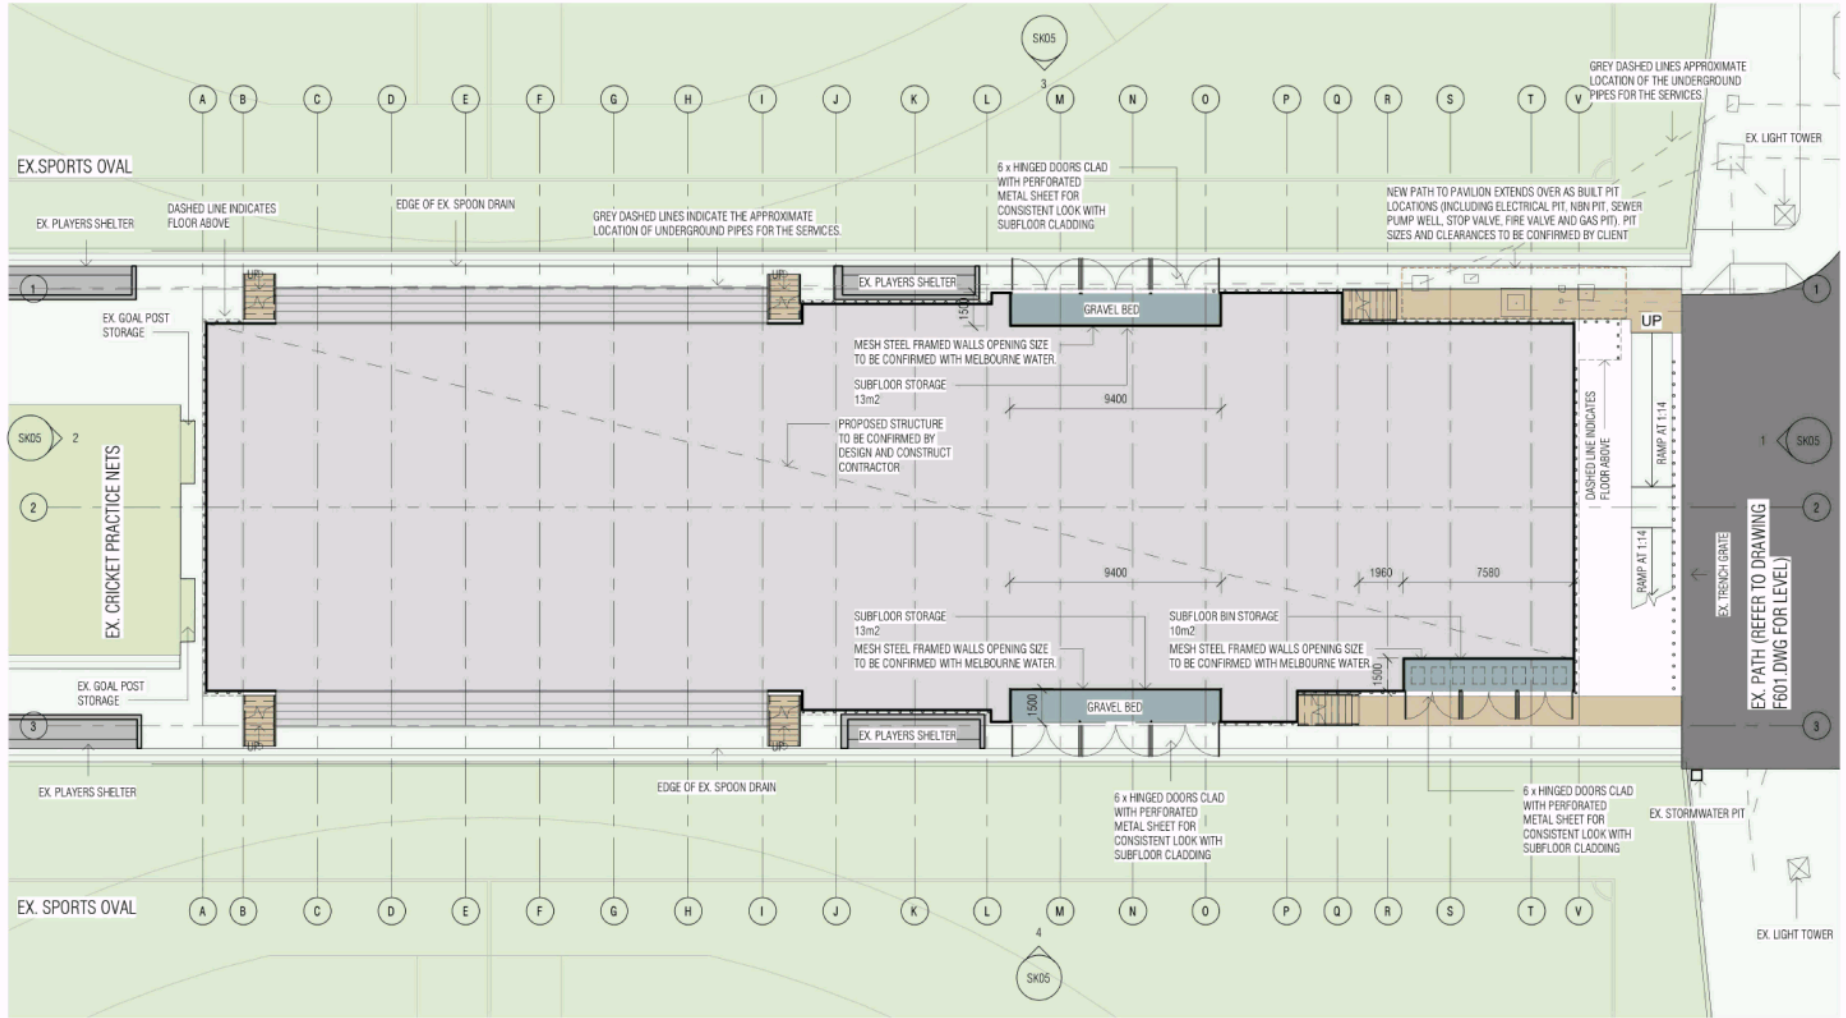 SK05
3
GREY DASHED LINES APPROXIMATE
LOCATION OF THE UNDERGROUND
PIPES FOR THE SERVICES.
A B C D E F G H I J K L M N O P Q R S T V
EX. LIGHT TOWER
EX.SPORTS OVAL
6 x HINGED DOORS CLAD
WITH PERFORATED
METAL SHEET FOR
CONSISTENT LOOK WITH
SUBFLOOR CLADDING
NEW PATH TO PAVILION EXTENDS OVER AS BUILT PIT
LOCATIONS (INCLUDING ELECTRICAL PIT, NBN PIT, SEWER
PUMP WELL, STOP VALVE, FIRE VALVE AND GAS PIT). PIT
SIZES AND CLEARANCES TO BE CONFIRMED BY CLIENT
EX. PLAYERS SHELTER
DASHED LINE INDICATES
FLOOR ABOVE
EDGE OF EX. SPOON DRAIN
GREY DASHED LINES INDICATE THE APPROXIMATE
LOCATION OF UNDERGROUND PIPES FOR THE SERVICES.
1
UP
UP
EX. PLAYERS SHELTER
1500
GRAVEL BED
1
EX. GOAL POST
STORAGE
UP
MESH STEEL FRAMED WALLS OPENING SIZE
TO BE CONFIRMED WITH MELBOURNE WATER.
SUBFLOOR STORAGE
13m2
9400
PROPOSED STRUCTURE
TO BE CONFIRMED BY
DESIGN AND CONSTRUCT
CONTRACTOR
DASHED LINE INDICATES
FLOOR ABOVE
RAMP AT 1:14
SK05
2
1
SK05
EX. CRICKET PRACTICE NETS
2
2
RAMP AT 1:14
EX. TRENCH GRATE
EX. PATH (REFER TO DRAWING
F601.DWG FOR LEVEL)
9400
1960
7580
SUBFLOOR STORAGE
13m2
MESH STEEL FRAMED WALLS OPENING SIZE
TO BE CONFIRMED WITH MELBOURNE WATER.
SUBFLOOR BIN STORAGE
10m2
MESH STEEL FRAMED WALLS OPENING SIZE
TO BE CONFIRMED WITH MELBOURNE WATER.
1500
EX. GOAL POST
STORAGE
1500
GRAVEL BED
3
UP
UP
EX. PLAYERS SHELTER
3
EX. PLAYERS SHELTER
EDGE OF EX. SPOON DRAIN
6 x HINGED DOORS CLAD
WITH PERFORATED
METAL SHEET FOR
CONSISTENT LOOK WITH
SUBFLOOR CLADDING
6 x HINGED DOORS CLAD
WITH PERFORATED
METAL SHEET FOR
CONSISTENT LOOK WITH
SUBFLOOR CLADDING
EX. STORMWATER PIT
EX. SPORTS OVAL
A B C D E F G H I J K L M N O P Q R S T V
4
SK05
EX. LIGHT TOWER